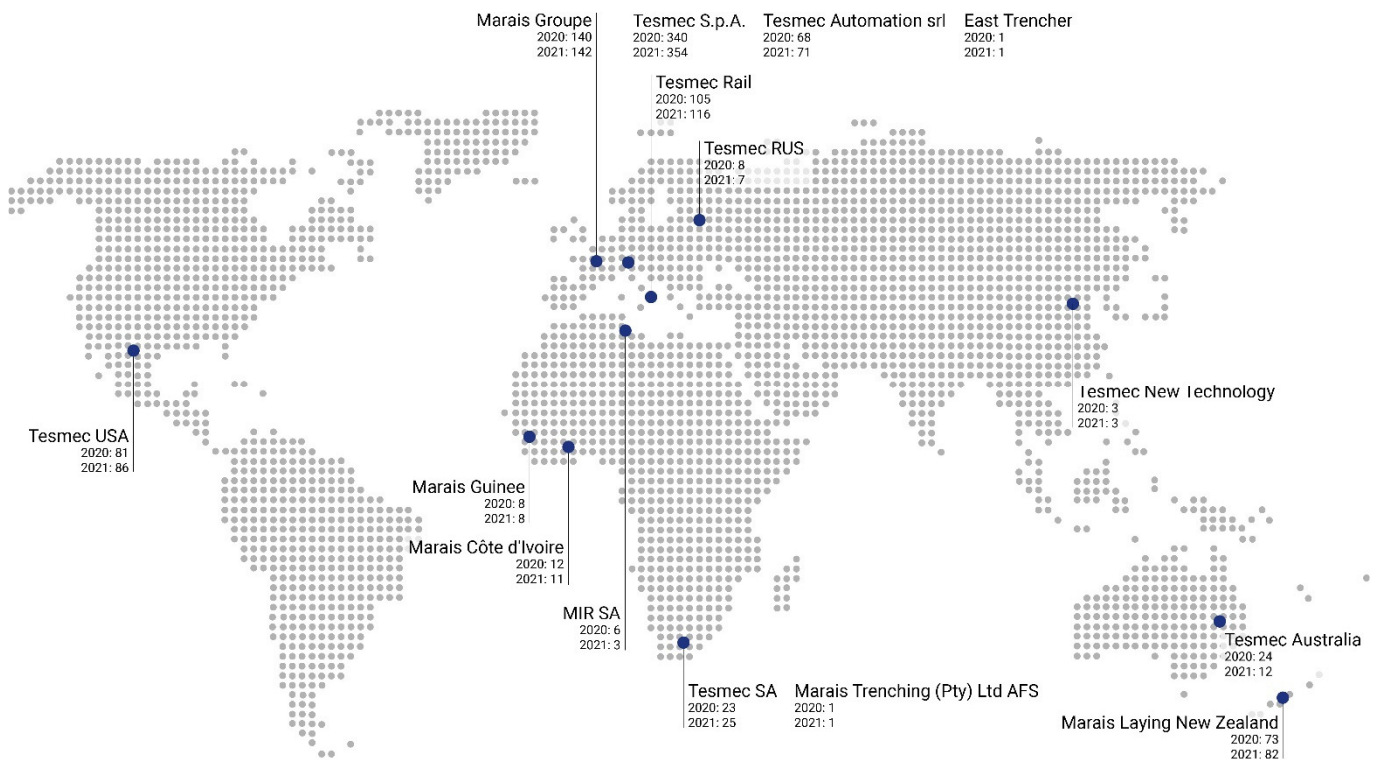 Marais Groupe
2020: 140
2021: 142
Tesmec S.p.A.
2020: 340
2021: 354
Tesmec Automation srl
2020: 68
2021: 71
East Trencher
2020: 1
2021: 1
Tesmec Rail
2020: 105
2021: 116
Tesmec RUS
2020: 8
2021: 7
Tesmec New Technology
2020: 3
2021: 3
Tesmec USA
2020: 81
2021: 86
Marais Guinee
2020: 8
2021: 8
Marais Côte d'Ivoire
2020: 12
2021: 11
MIR SA
2020: 6
2021: 3
Tesmec Australia
2020: 24
2021: 12
Tesmec SA
2020: 23
2021: 25
Marais Trenching (Pty) Ltd AFS
2020: 1
2021: 1
Marais Laying New Zealand
2020: 73
2021: 82